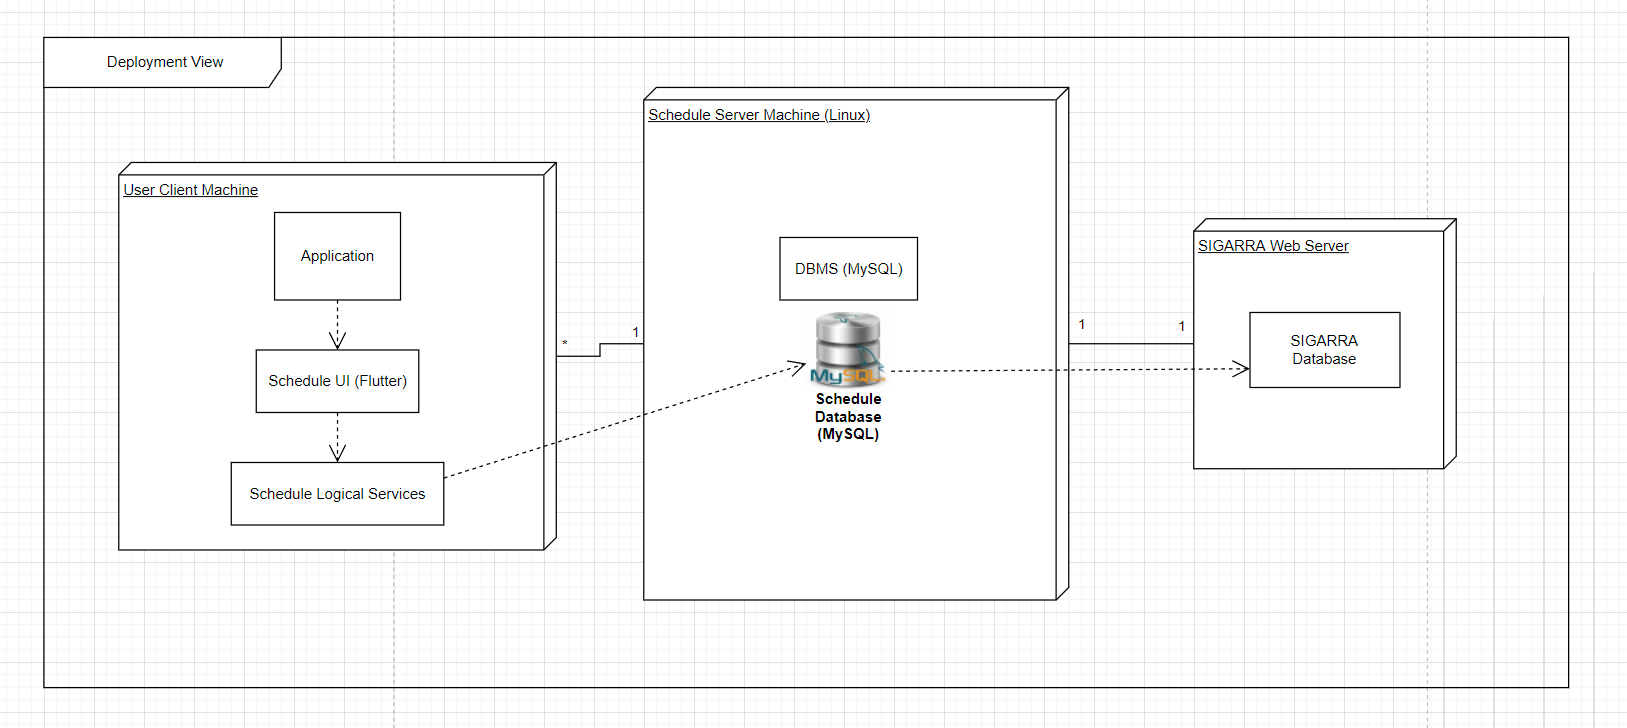 Deployment View
Schedule Server Machine (Linux)
User Client Machine
Application
Schedule UI (Flutter)
Schedule Logical Services
*
1
DBMS (MySQL)
MySQL
Schedule
Database
(MySQL)
1
1
SIGARRA Web Server
SIGARRA
Database